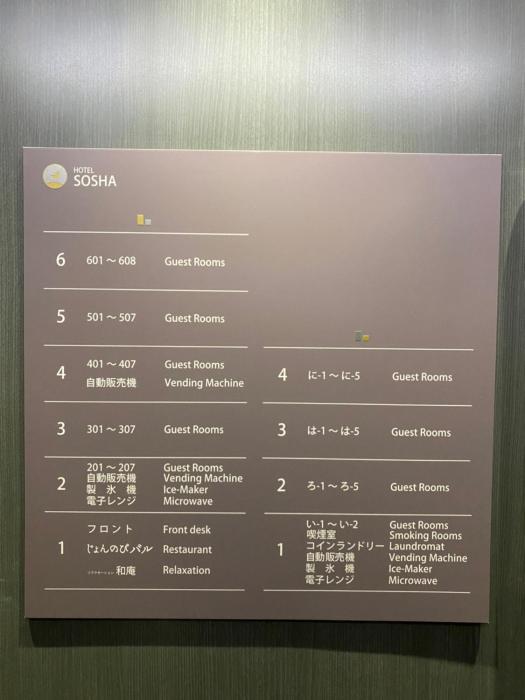 HOTEL
SOSHA
6 601～608 Guest Rooms
5 501～507 Guest Rooms
4 401～407 Guest Rooms
自動販売機 Vending Machine
3 301～307 Guest Rooms
2 201～207 Guest Rooms
自動販売機 Vending Machine
製氷機 Ice-Maker
電子レンジ Microwave
1 フロント Front desk
じょんのびパル Restaurant
和庵 Relaxation
4 に-1～に-5 Guest Rooms
3 は-1～は-5 Guest Rooms
2 ろ-1～ろ-5 Guest Rooms
1 い-1～い-2 Guest Rooms
喫煙室 Smoking Rooms
コインランドリー Laundromat
自動販売機 Vending Machine
製氷機 Ice-Maker
電子レンジ Microwave